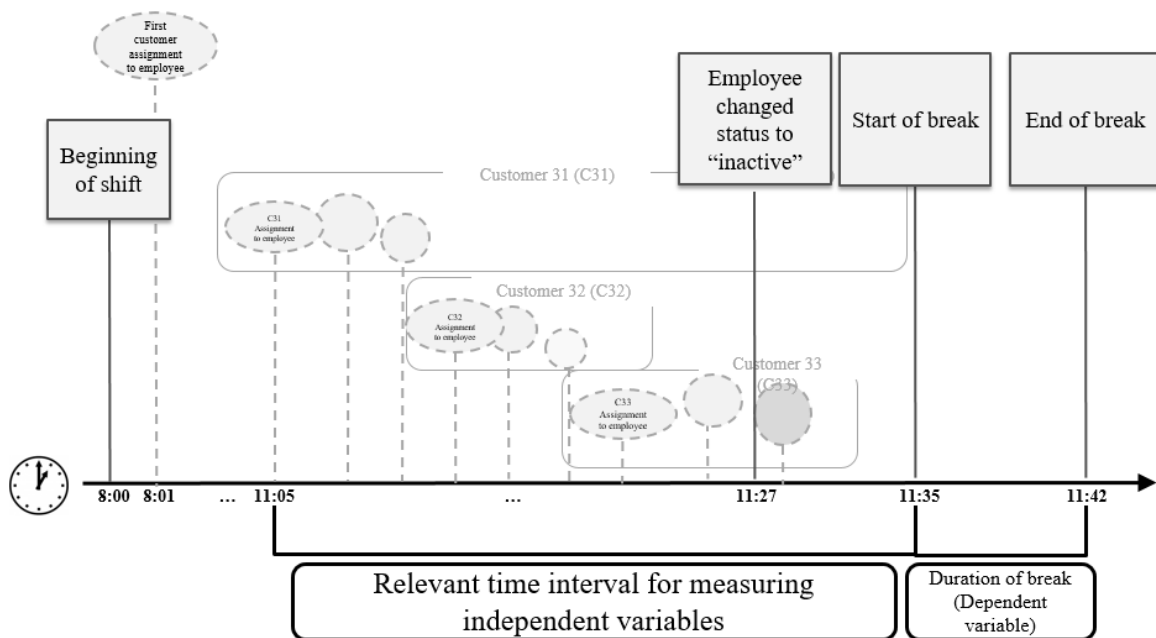 First
customer
assignment
to employee
Beginning
of shift
Employee
changed
status to
“inactive”
Start of break
End of break
Customer 31 (C31)
C31
Assignment
to employee
Customer 32 (C32)
C32
Assignment
to employee
Customer 33
(C33)
C33
Assignment
to employee
8:00 8:01 ... 11:05 ... 11:27 11:35 11:42
Relevant time interval for measuring
independent variables
Duration of break
(Dependent
variable)